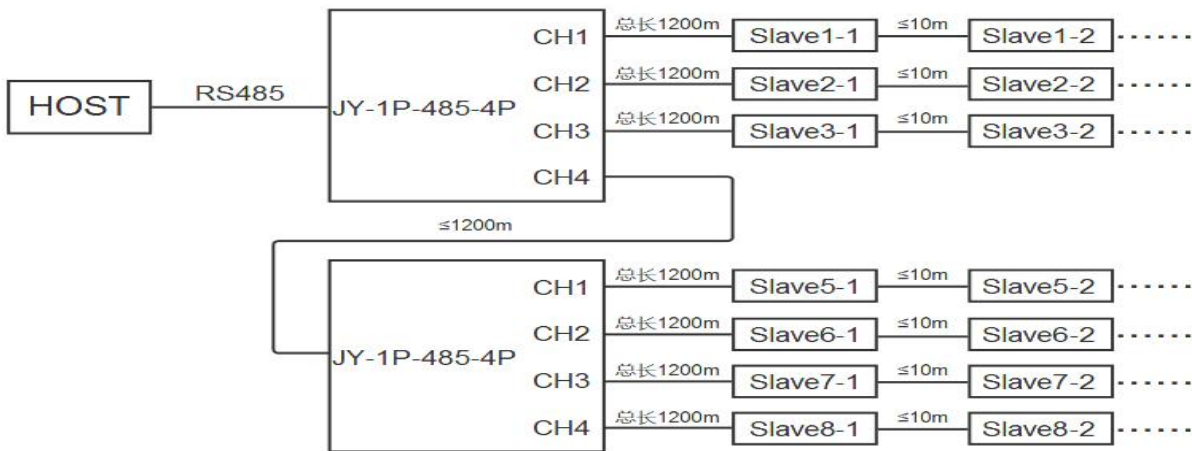 CH1 总长1200m Slave1-1 ≤10m Slave1-2
CH2 总长1200m Slave2-1 ≤10m Slave2-2
HOST RS485 JY-1P-485-4P
CH3 总长1200m Slave3-1 ≤10m Slave3-2
CH4
≤1200m
CH1 总长1200m Slave5-1 ≤10m Slave5-2
CH2 总长1200m Slave6-1 ≤10m Slave6-2
JY-1P-485-4P
CH3 总长1200m Slave7-1 ≤10m Slave7-2
CH4 总长1200m Slave8-1 ≤10m Slave8-2